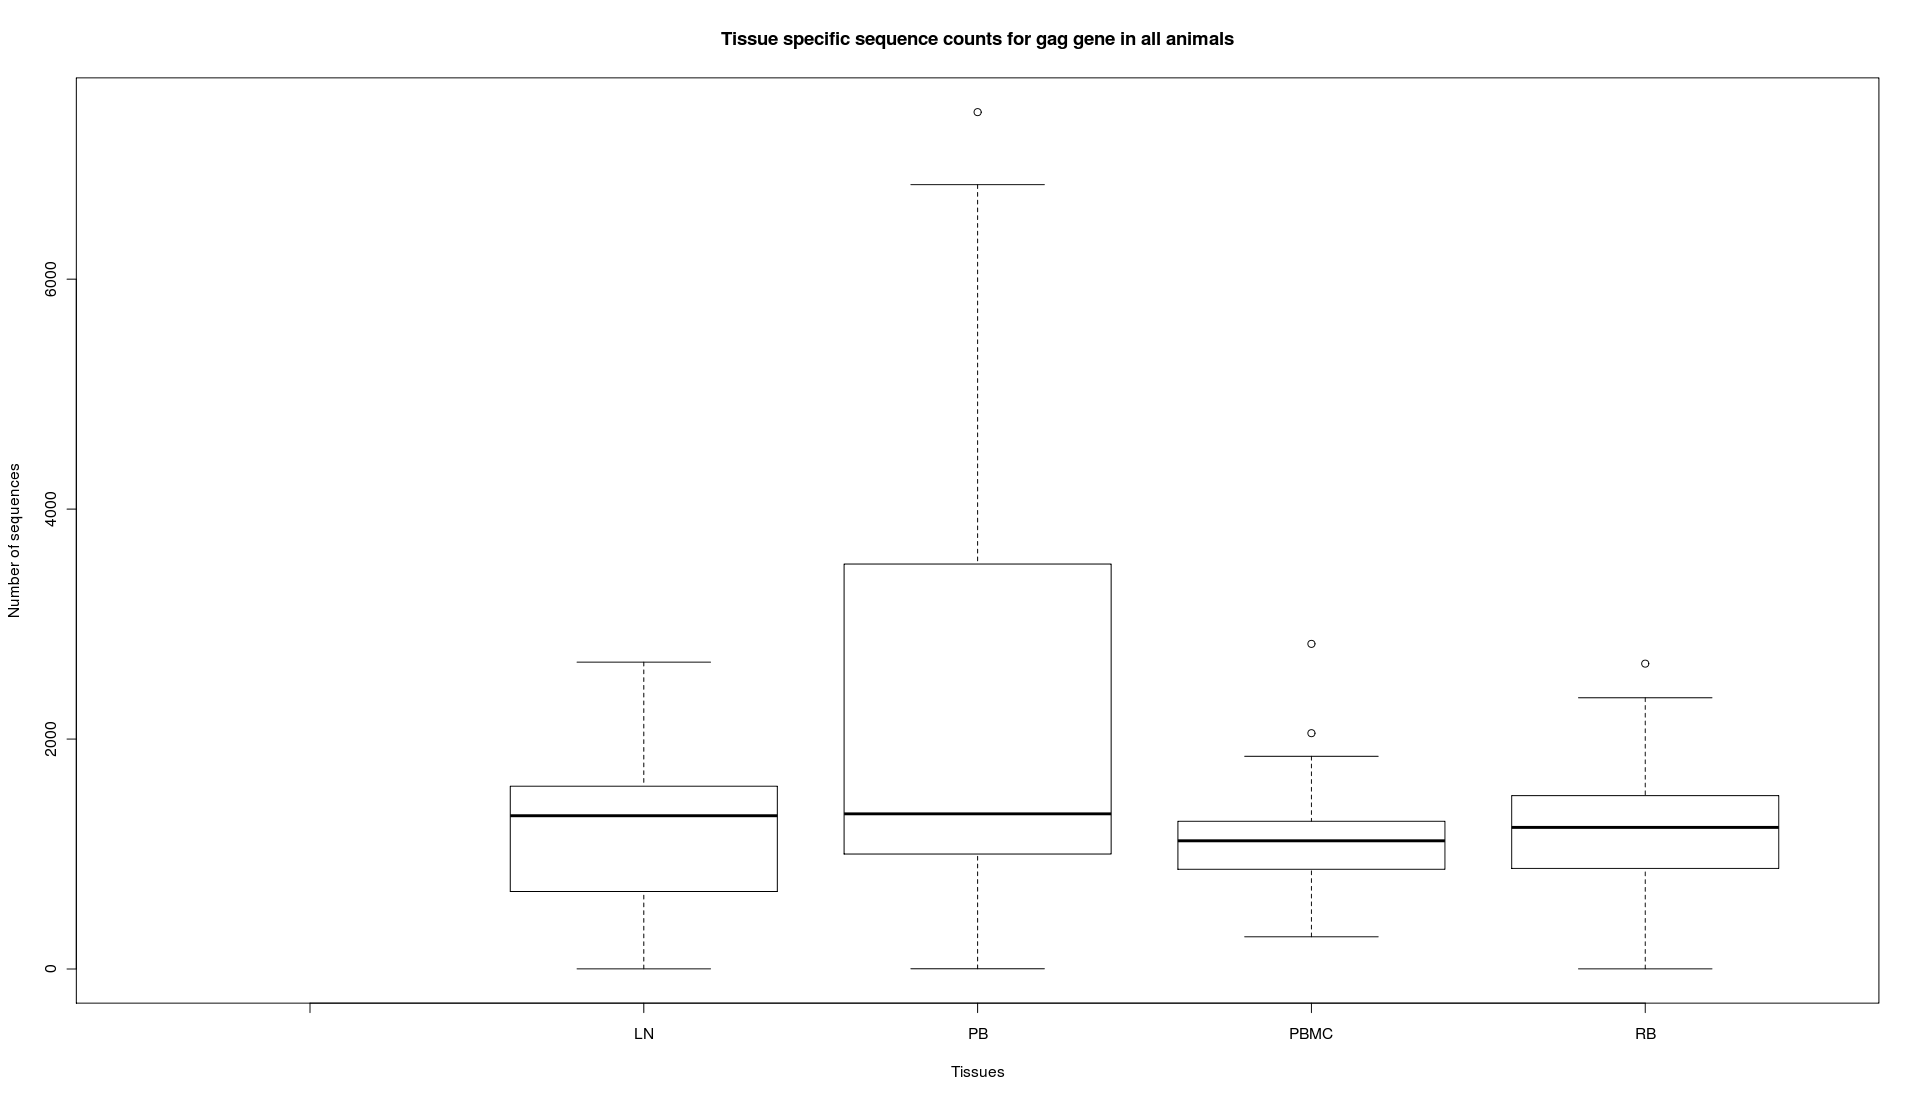 Tissue specific sequence counts for gag gene in all animals
Number of sequences
6000
4000
2000
0
LN PB PBMC RB
Tissues